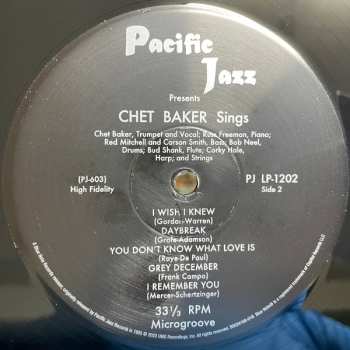 Pacific
Jazz
Presents
CHET BAKER Sings
Chet Baker, Trumpet and Vocal; Russ Freeman, Piano;
Red Mitchell and Carson Smith, Bass; Bob Neel,
Drums; Bud Shank, Flute; Corky Hale,
Harp; and Strings
(PJ-603)
High Fidelity
PJ LP-1202
Side 2
I WISH I KNEW
(Gordon-Warren)
DAYBREAK
(Grofe-Adamson)
YOU DON'T KNOW WHAT LOVE IS
(Raye-De Paul)
GREY DECEMBER
(Frank Campo)
I REMEMBER YOU
(Mercer-Schertzinger)
33⅓ RPM
Microgroove